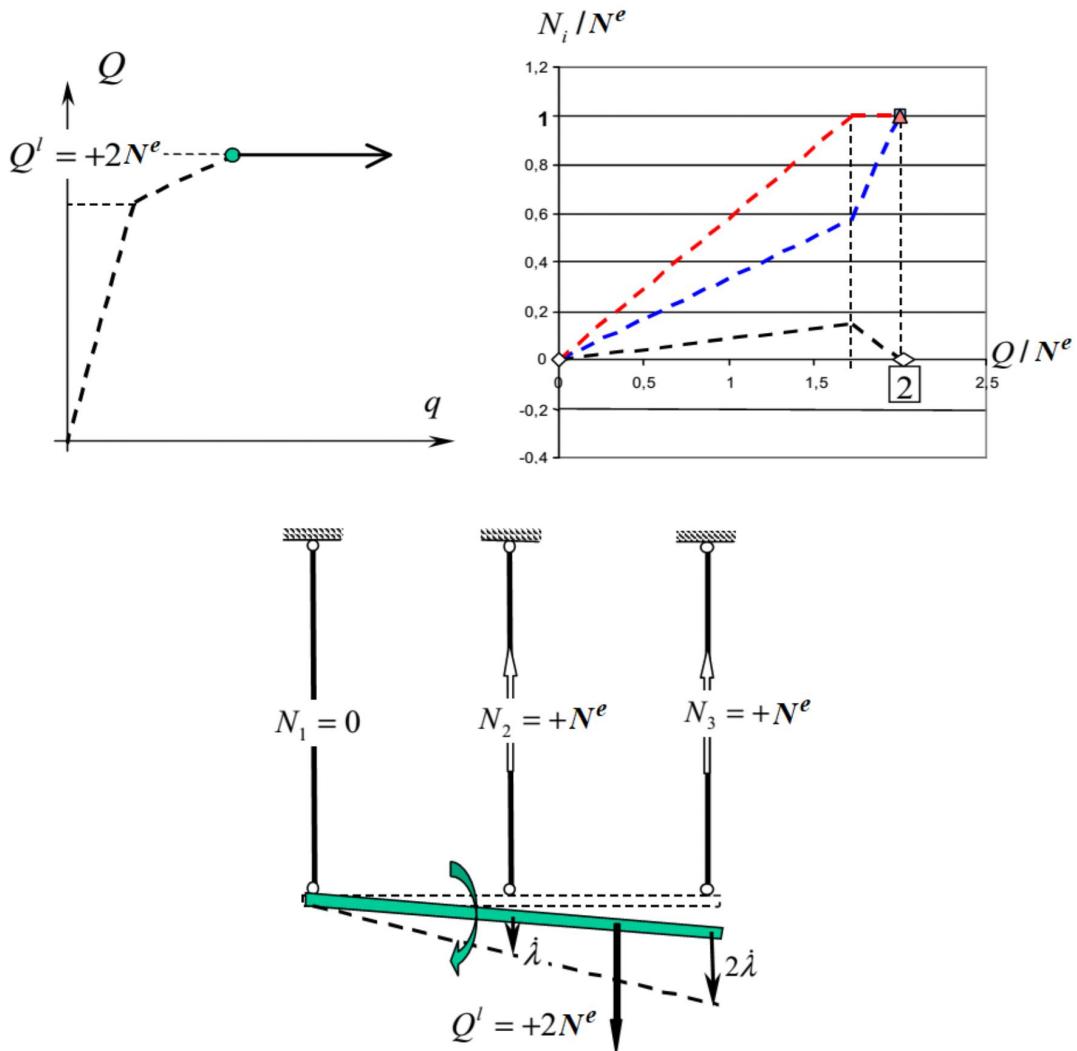 Q
Q^l = +2N^e
q
N_i / N^e
1,2
1
0,8
0,6
0,4
0,2
0
-0,2
-0,4
0
0,5
1
1,5
2
2,5
Q / N^e
N_1 = 0
N_2 = +N^e
N_3 = +N^e
λ̇
2λ̇
Q^l = +2N^e